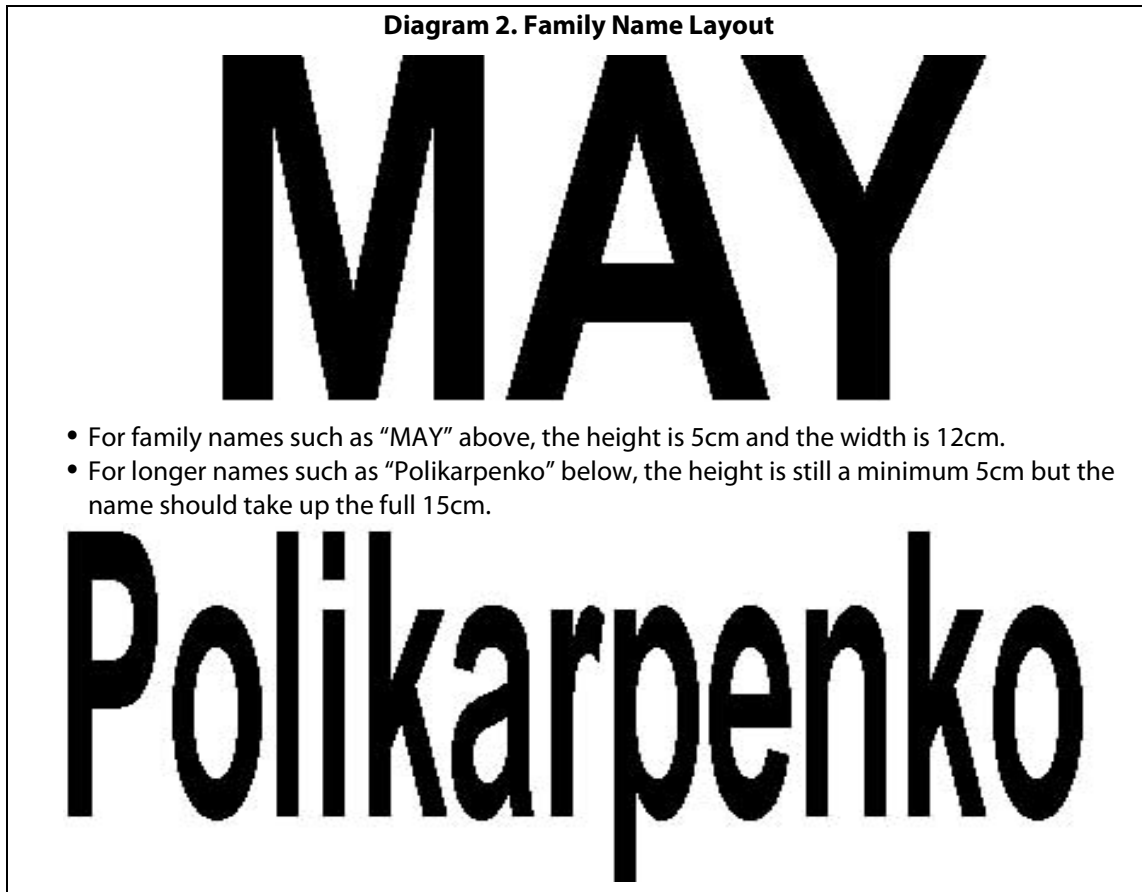 Diagram 2. Family Name Layout
MAY
• For family names such as “MAY” above, the height is 5cm and the width is 12cm.
• For longer names such as “Polikarpenko” below, the height is still a minimum 5cm but the
name should take up the full 15cm.
Polikarpenko